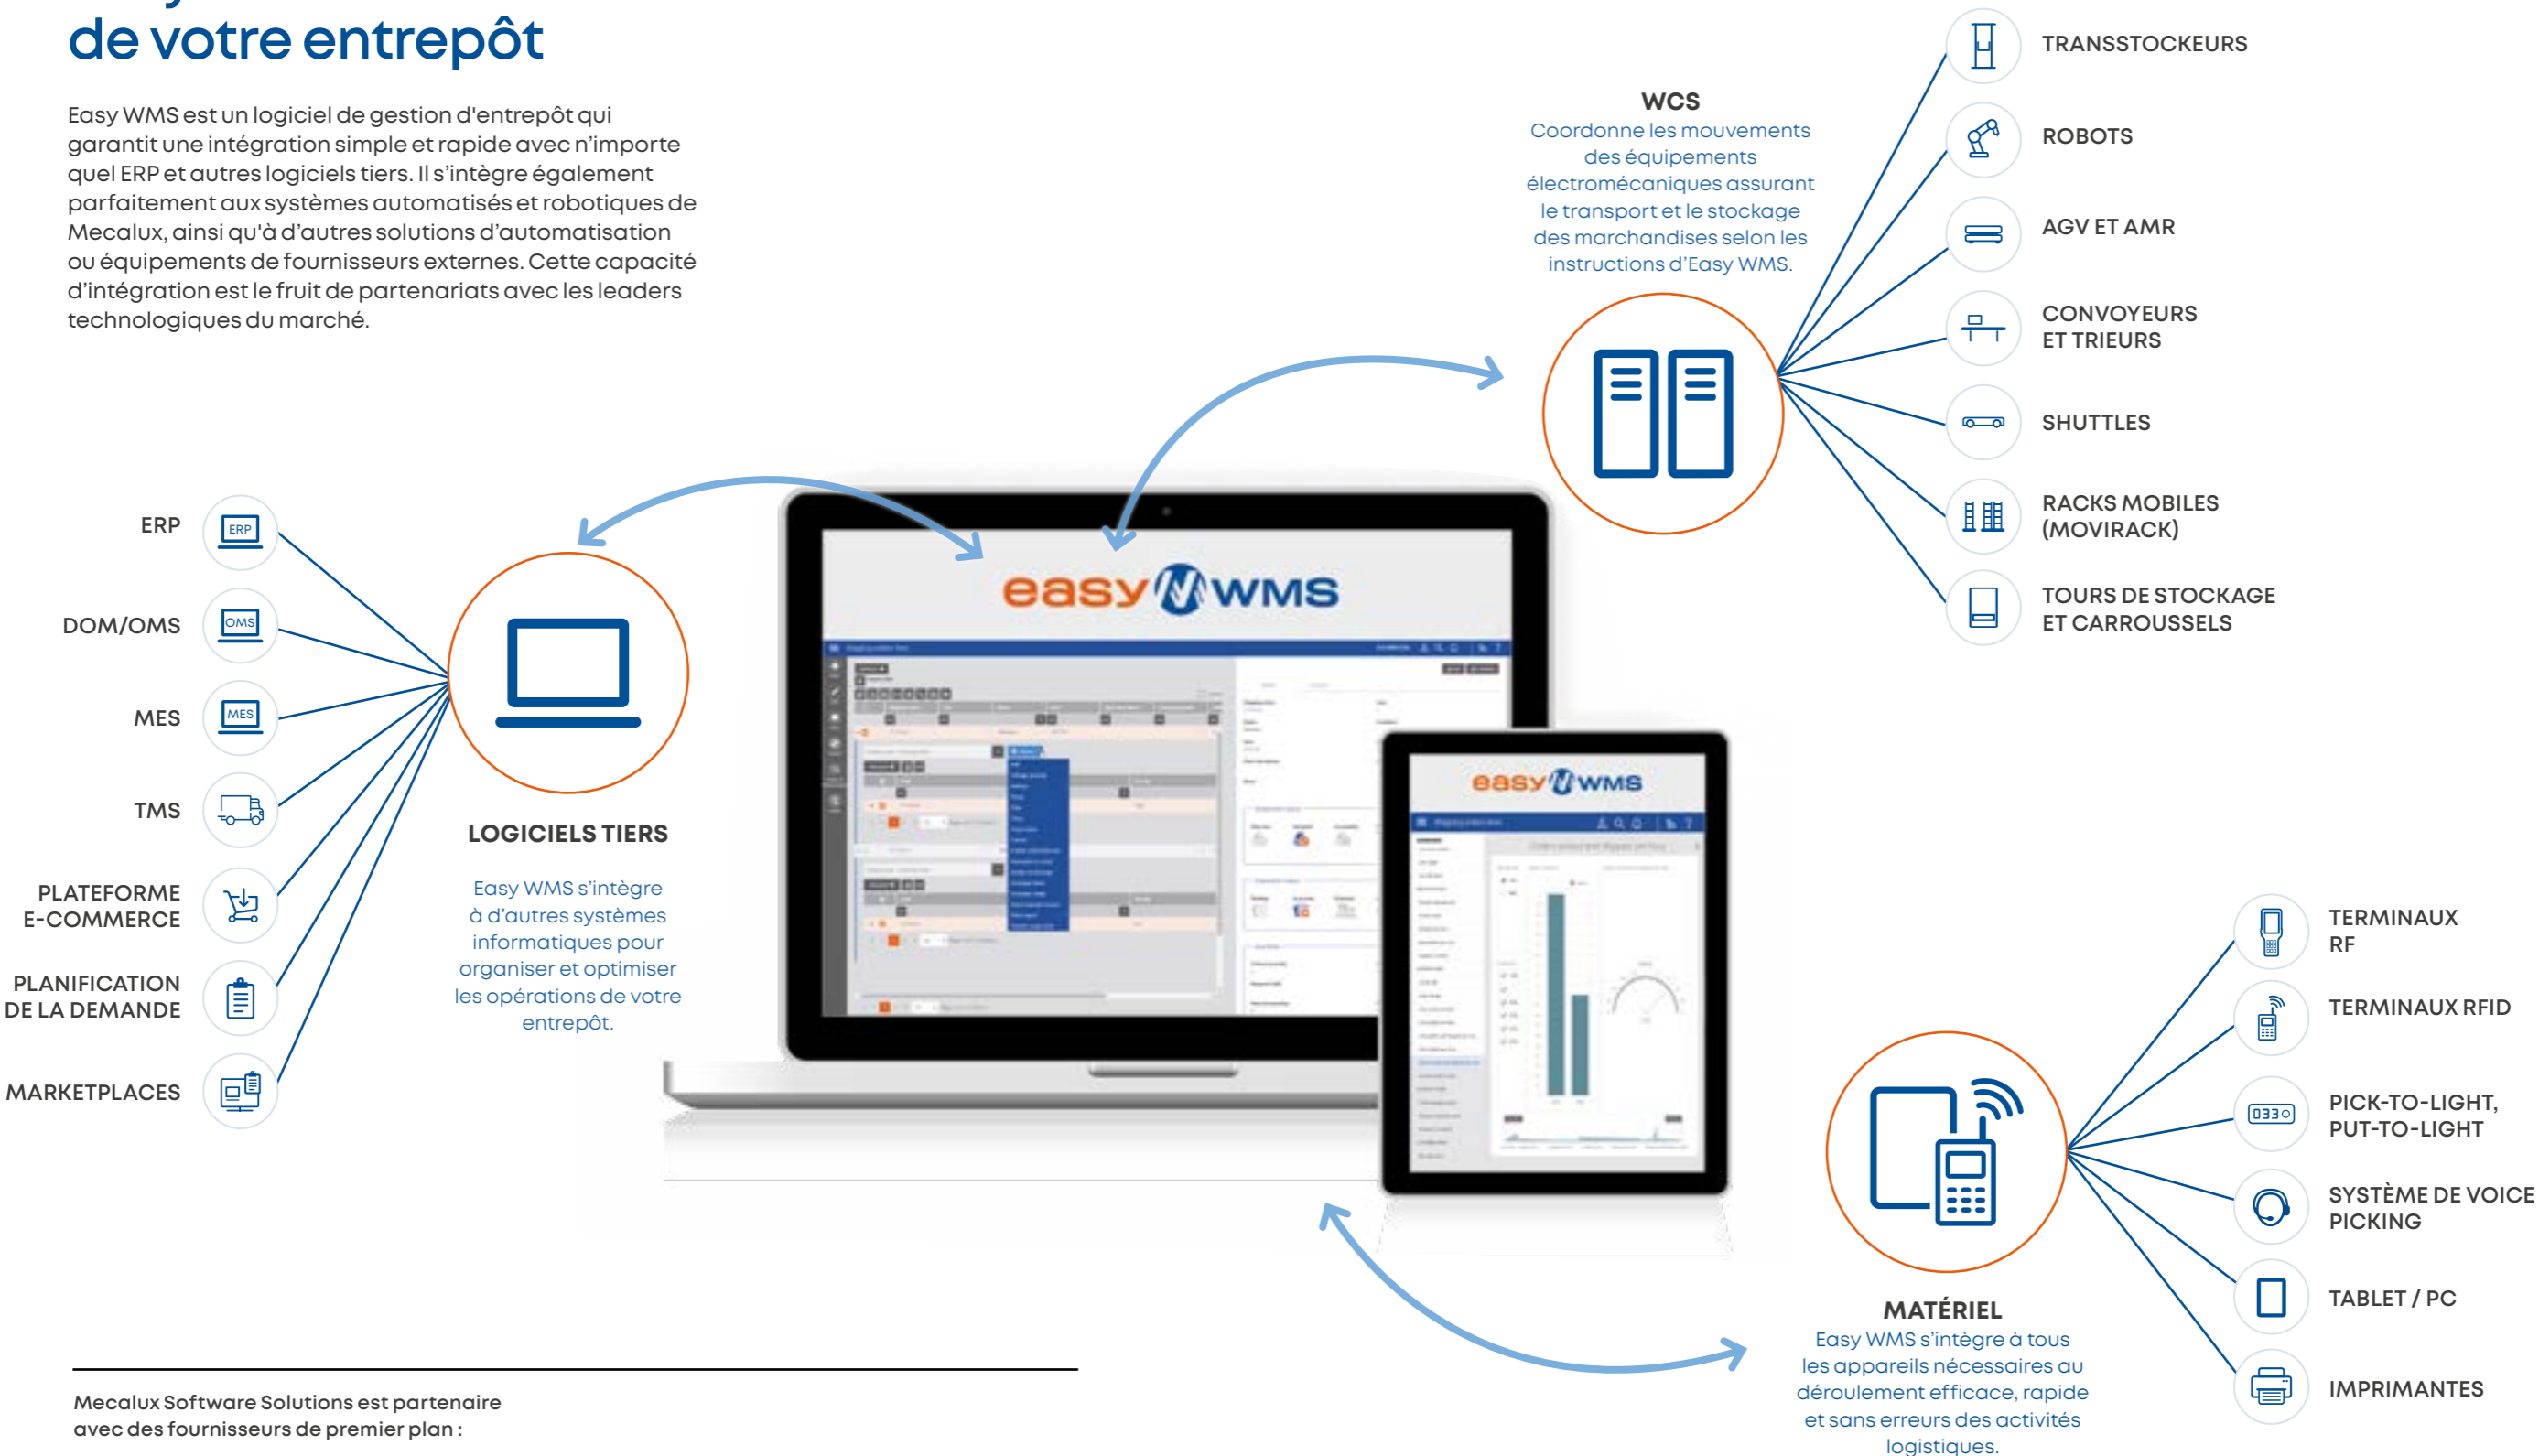 de votre entrepôt
Easy WMS est un logiciel de gestion d'entrepôt qui
garantit une intégration simple et rapide avec n’importe
quel ERP et autres logiciels tiers. Il s’intègre également
parfaitement aux systèmes automatisés et robotiques de
Mecalux, ainsi qu'à d'autres solutions d’automatisation
ou équipements de fournisseurs externes. Cette capacité
d’intégration est le fruit de partenariats avec les leaders
technologiques du marché.
WCS
Coordonne les mouvements
des équipements
électromécaniques assurant
le transport et le stockage
des marchandises selon les
instructions d’Easy WMS.
TRANSSTOCKEURS
ROBOTS
AGV ET AMR
CONVOYEURS
ET TRIEURS
SHUTTLES
RACKS MOBILES
(MOVIRACK)
TOURS DE STOCKAGE
ET CARROUSSELS
ERP
ERP
DOM/OMS
OMS
MES
MES
TMS
PLATEFORME
E-COMMERCE
PLANIFICATION
DE LA DEMANDE
MARKETPLACES
LOGICIELS TIERS
Easy WMS s’intègre
à d’autres systèmes
informatiques pour
organiser et optimiser
les opérations de votre
entrepôt.
easy WMS
easy WMS
TERMINAUX
RF
TERMINAUX RFID
033
PICK-TO-LIGHT,
PUT-TO-LIGHT
SYSTÈME DE VOICE
PICKING
TABLET / PC
IMPRIMANTES
MATÉRIEL
Easy WMS s’intègre à tous
les appareils nécessaires au
déroulement efficace, rapide
et sans erreurs des activités
logistiques.
Mecalux Software Solutions est partenaire
avec des fournisseurs de premier plan :